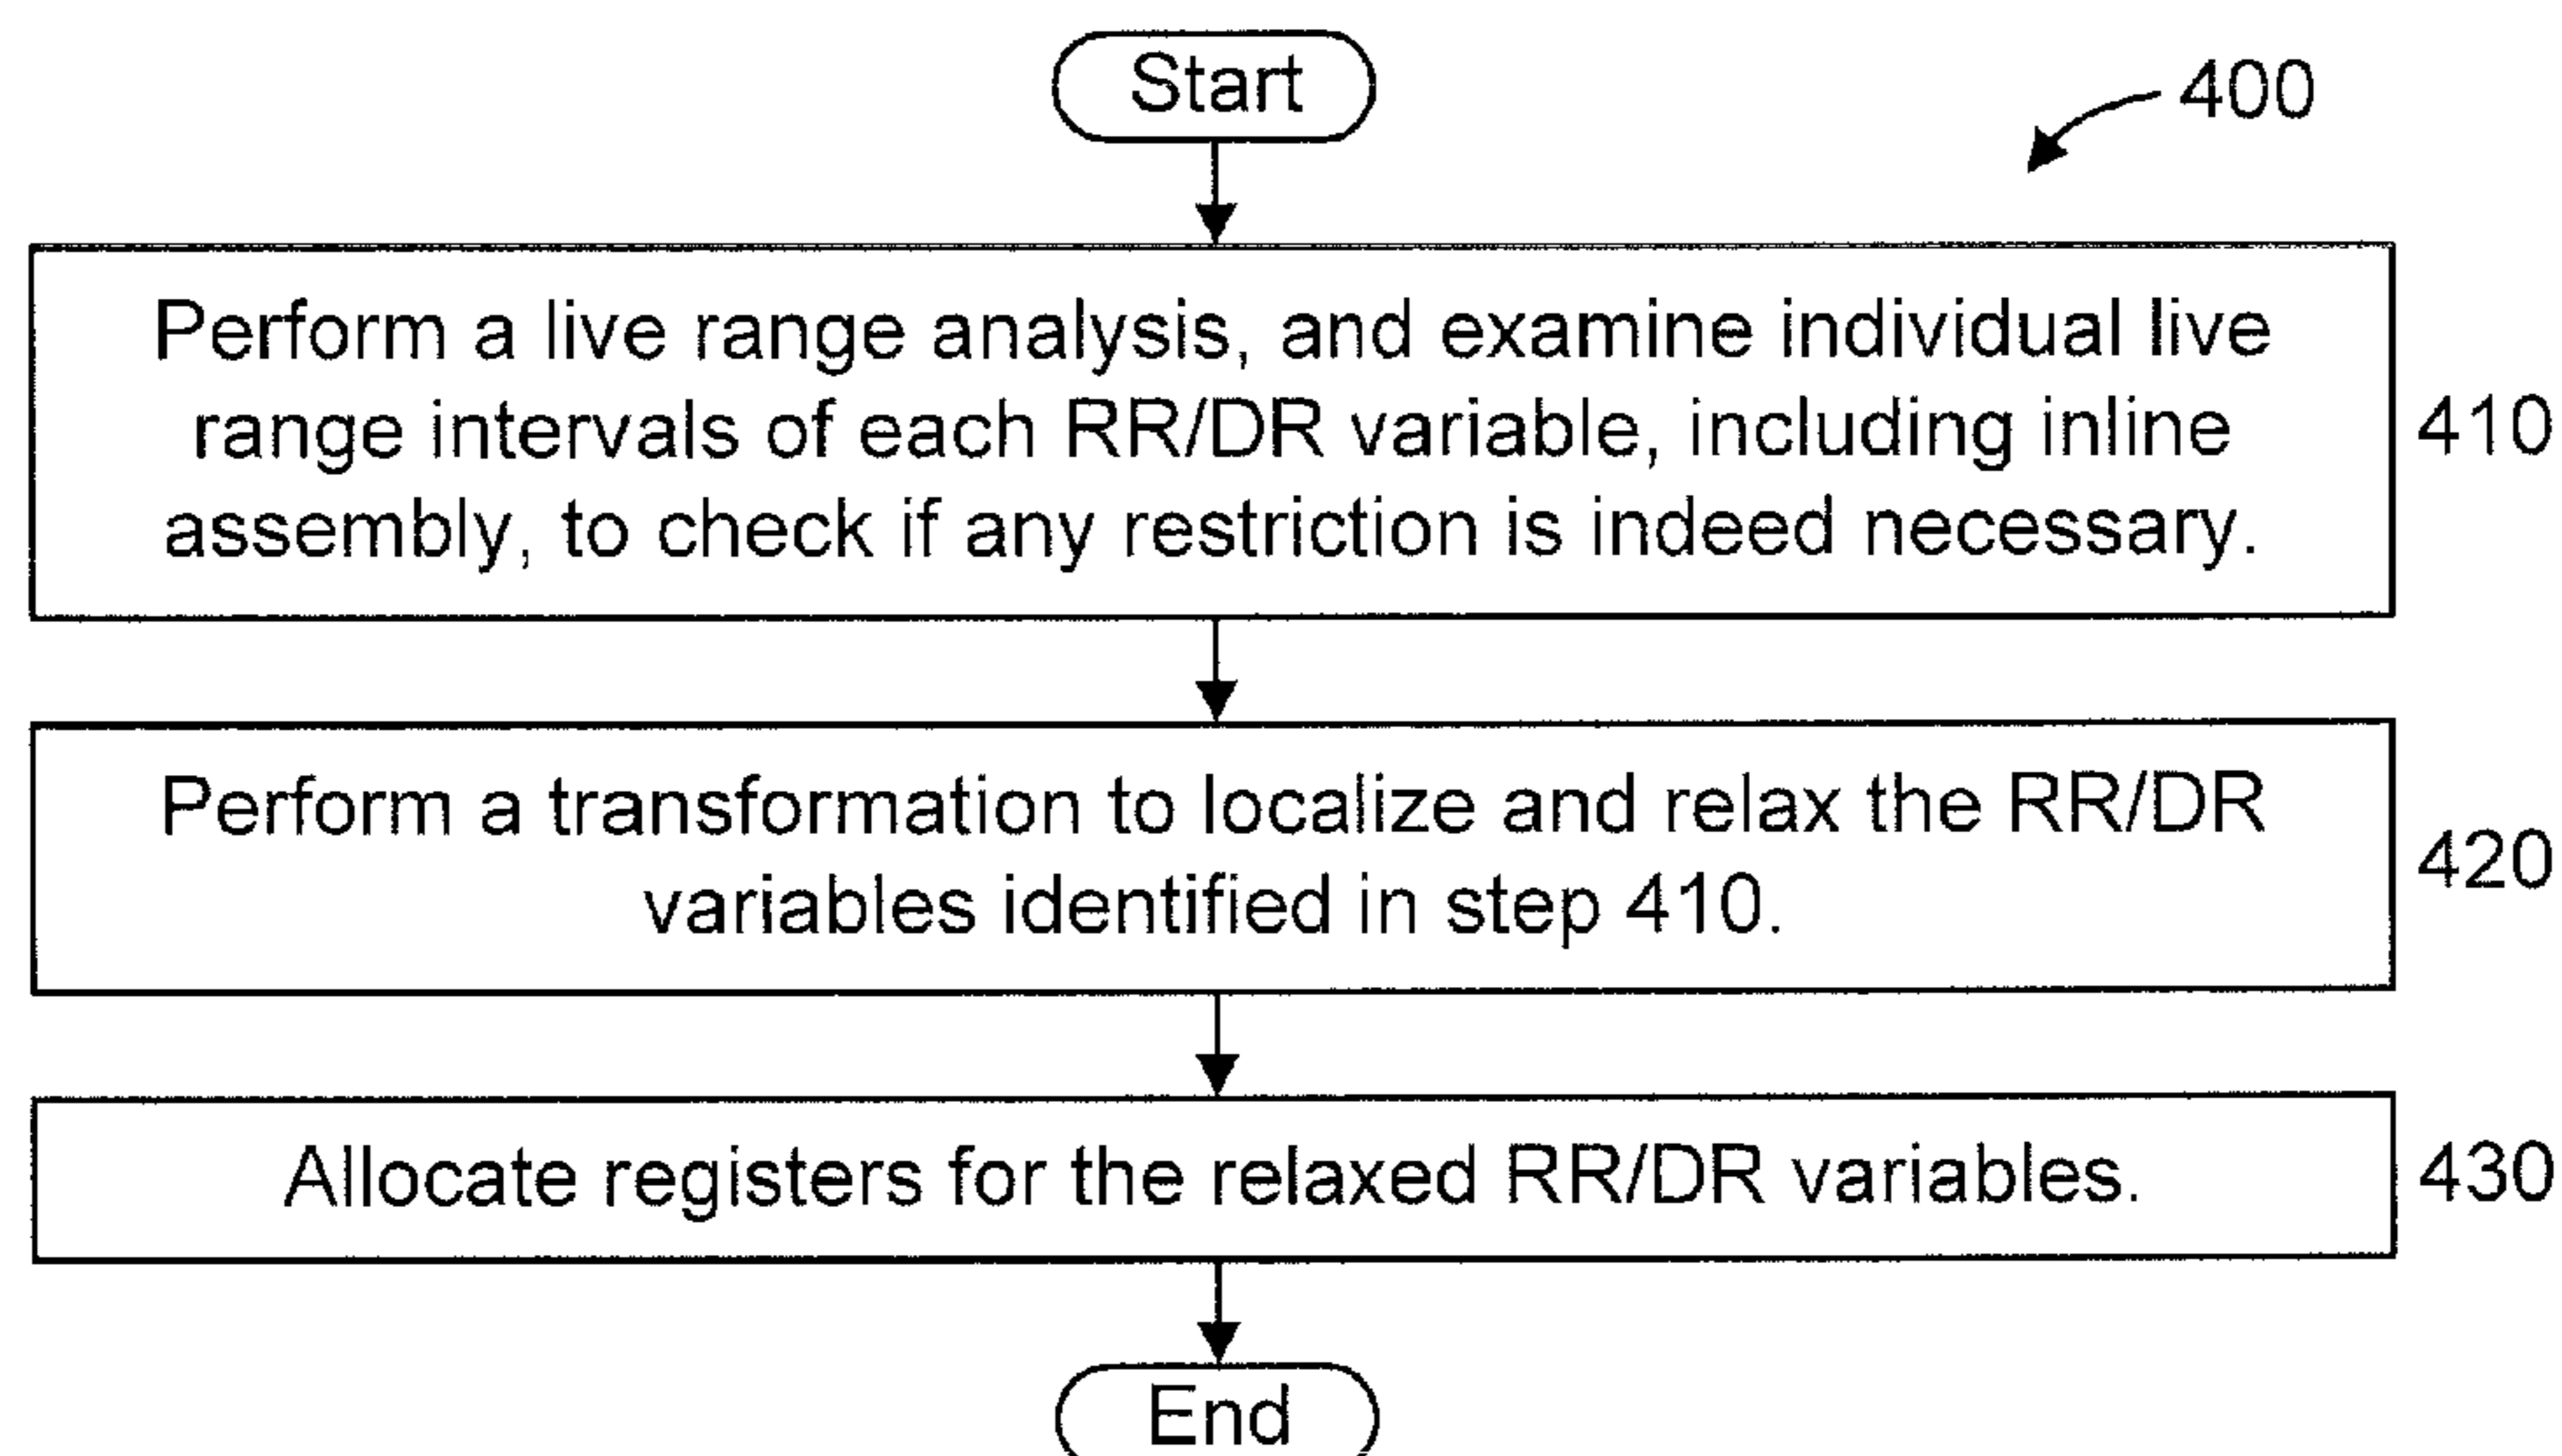 Start
400
Perform a live range analysis, and examine individual live
range intervals of each RR/DR variable, including inline
assembly, to check if any restriction is indeed necessary.
410
Perform a transformation to localize and relax the RR/DR
variables identified in step 410.
420
Allocate registers for the relaxed RR/DR variables.
430
End